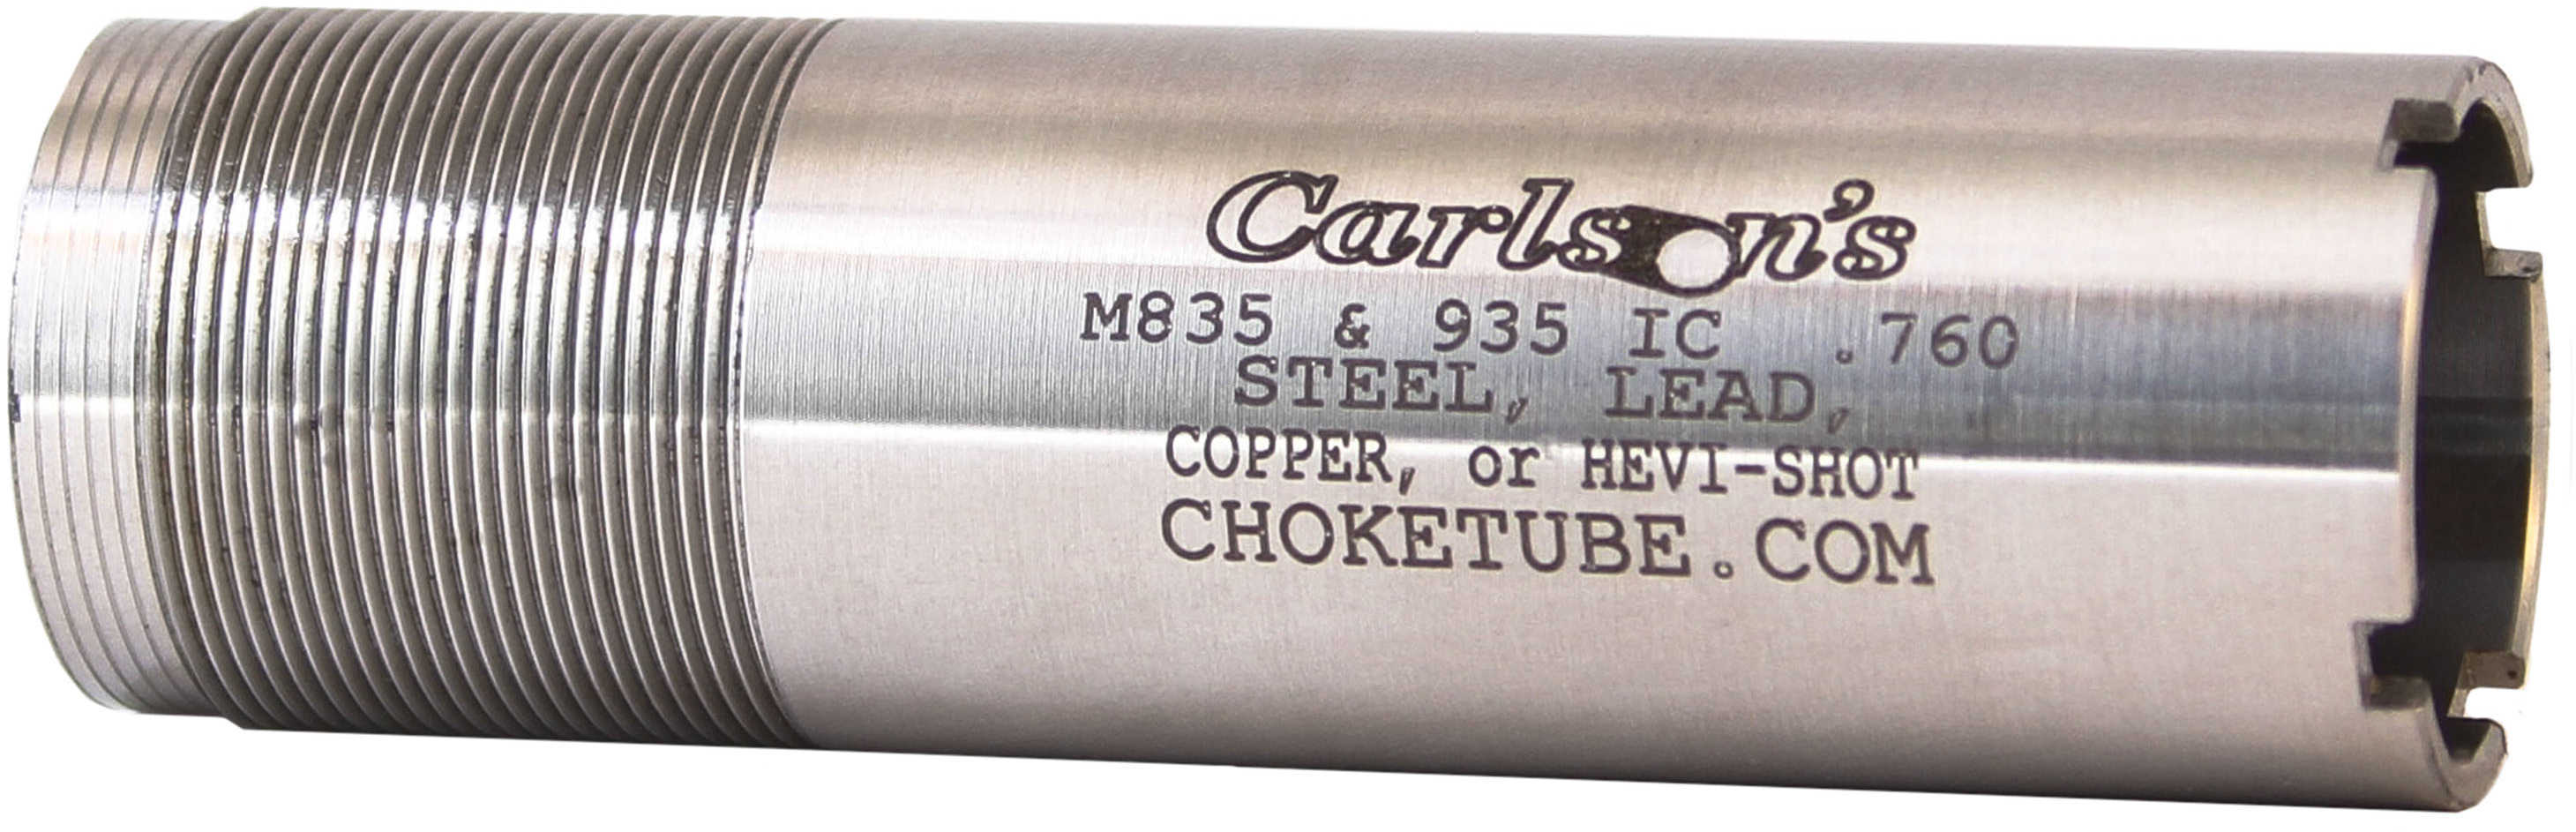 Carlson's
M835 & 935 IC .760
STEEL, LEAD,
COPPER, or HEVI-SHOT
CHOKETUBE.COM